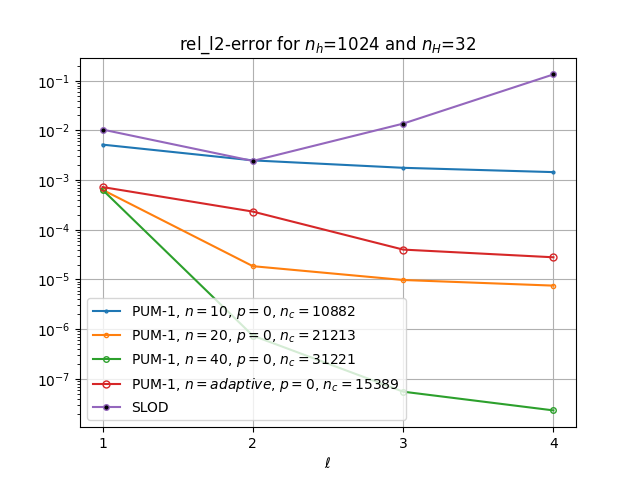 rel_l2-error for n_h=1024 and n_H=32
10^{-1}
10^{-2}
10^{-3}
10^{-4}
10^{-5}
10^{-6}
10^{-7}
PUM-1, n = 10, p = 0, n_c = 10882
PUM-1, n = 20, p = 0, n_c = 21213
PUM-1, n = 40, p = 0, n_c = 31221
PUM-1, n = adaptive, p = 0, n_c = 15389
SLOD
1 2 3 4
ℓ